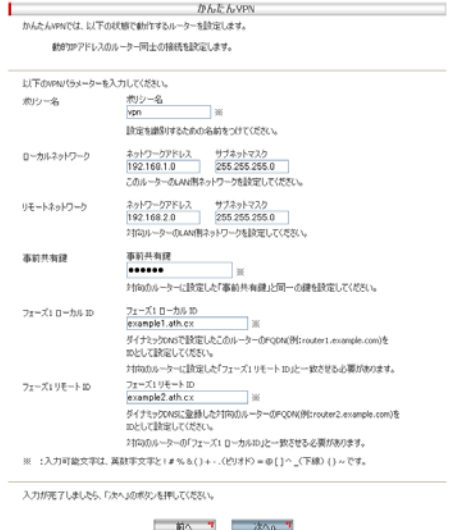 かんたんVPN
かんたんVPNでは、以下の状態で動作するルーターを設定します。
動的IPアドレスのルーター同士の接続を設定します。
以下のVPNパラメーターを入力してください。
ポリシー名
ポリシー名
vpn ※
設定を識別するための名前をつけてください。
ローカルネットワーク
ネットワークアドレス サブネットマスク
192.168.1.0 255.255.255.0
このルーターのLAN側ネットワークを設定してください。
リモートネットワーク
ネットワークアドレス サブネットマスク
192.168.2.0 255.255.255.0
対向ルーターのLAN側ネットワークを設定してください。
事前共有鍵
事前共有鍵
●●●●●● ※
対向のルーターに設定した「事前共有鍵」と同一の鍵を設定してください。
フェーズ1 ローカル ID
フェーズ1 ローカル ID
example1.ath.cx ※
ダイナミックDNSで設定したこのルーターのFQDN(例:router1.example.com)を
IDとして設定してください。
対向のルーターに設定した「フェーズ1 リモート ID」と一致させる必要があります。
フェーズ1 リモート ID
フェーズ1 リモート ID
example2.ath.cx ※
ダイナミックDNSに登録した対向のルーターのFQDN(例:router2.example.com)を
IDとして設定してください。
対向のルーターの「フェーズ1 ローカルID」と一致させる必要があります。
※ :入力可能文字は、英数字文字と ! # % & ( ) + - .(ピリオド) = @ [ ] ^ _(下線) { } ~ です。
入力が完了しましたら、「次へ」のボタンを押してください。
前へ 次へ